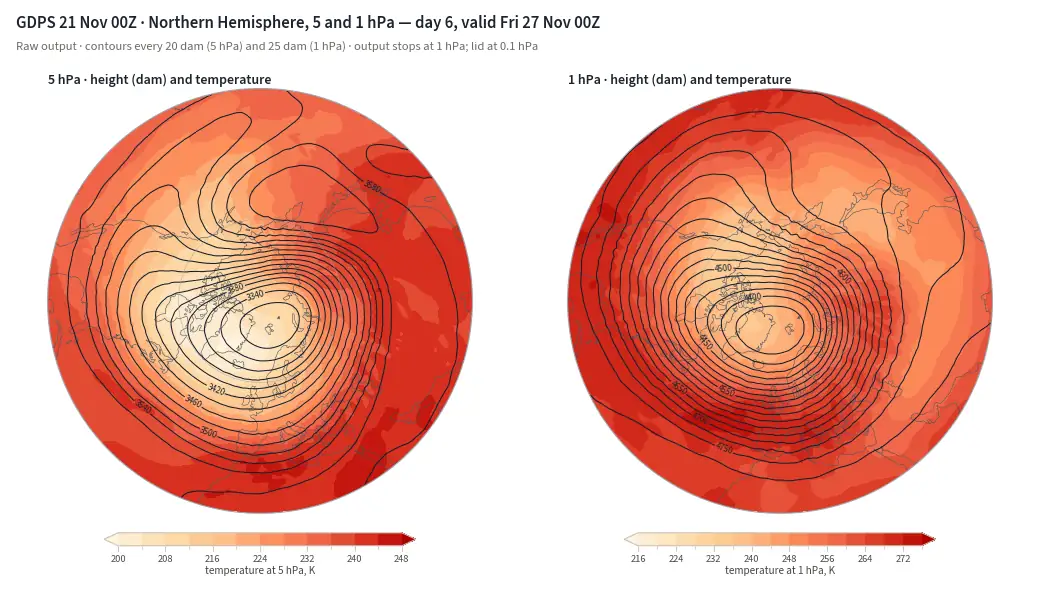 GDPS 21 Nov 00Z · Northern Hemisphere, 5 and 1 hPa — day 6, valid Fri 27 Nov 00Z
Raw output · contours every 20 dam (5 hPa) and 25 dam (1 hPa) · output stops at 1 hPa; lid at 0.1 hPa
5 hPa · height (dam) and temperature
1 hPa · height (dam) and temperature
3580
3340
3420
3460
3500
4600
4600
4750
200 208 216 224 232 240 248
temperature at 5 hPa, K
216 224 232 240 248 256 264 272
temperature at 1 hPa, K